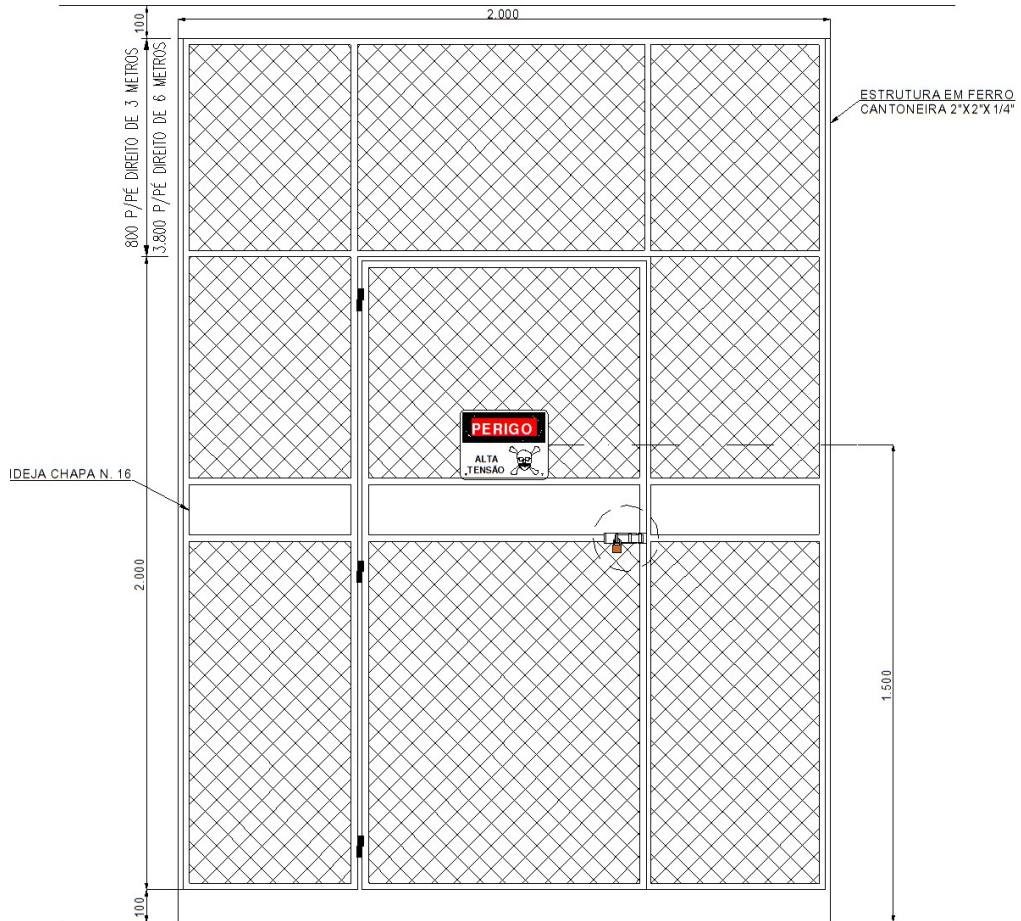 100
2.000
800 P/PÉ DIREITO DE 3 METROS
3.800 P/PÉ DIREITO DE 6 METROS
ESTRUTURA EM FERRO
CANTONEIRA 2"X2"X1/4"
PERIGO
ALTA
TENSÃO
IDEJA CHAPA N. 16
2.000
1.500
100